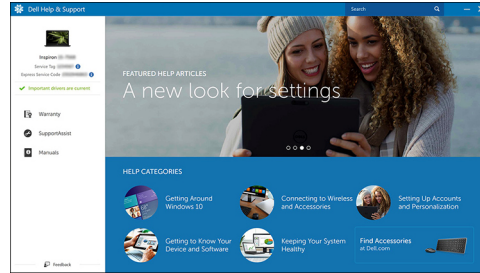 Dell Help & Support
Search
Inspiron
Service Tag
Express Service Code
Important drivers are current
Warranty
SupportAssist
Manuals
Feedback
FEATURED HELP ARTICLES
A new look for settings
HELP CATEGORIES
Getting Around
Windows 10
Connecting to Wireless
and Accessories
Setting Up Accounts
and Personalization
Getting to Know Your
Device and Software
Keeping Your System
Healthy
Find Accessories
at Dell.com